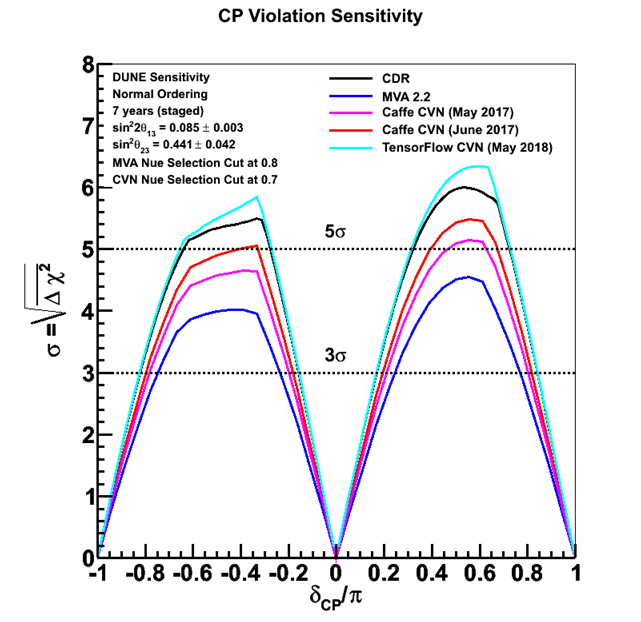 CP Violation Sensitivity
8
7
6
5
4
3
2
1
0
σ = √Δ χ²
DUNE Sensitivity
Normal Ordering
7 years (staged)
sin²2θ₁₃ = 0.085 ± 0.003
sin²θ₂₃ = 0.441 ± 0.042
MVA Nue Selection Cut at 0.8
CVN Nue Selection Cut at 0.7
CDR
MVA 2.2
Caffe CVN (May 2017)
Caffe CVN (June 2017)
TensorFlow CVN (May 2018)
5σ
3σ
-1 -0.8 -0.6 -0.4 -0.2 0 0.2 0.4 0.6 0.8 1
δCP/π